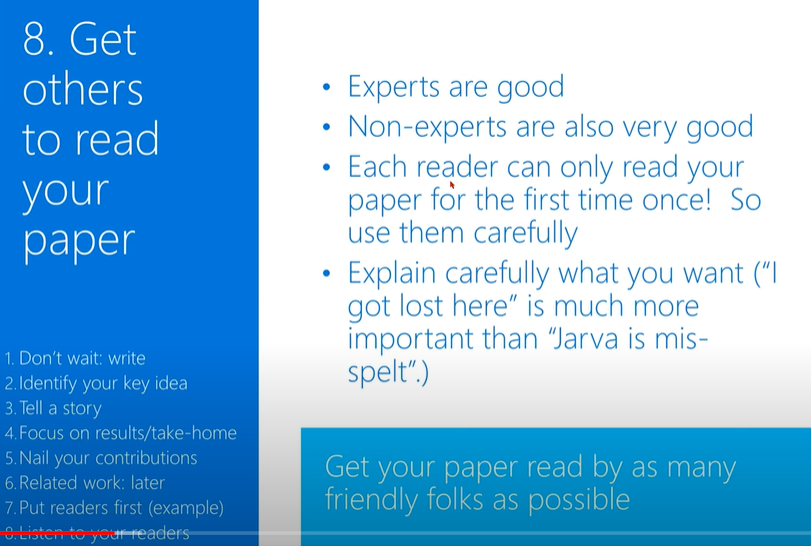 8. Get
others
to read
your
paper
1. Don't wait: write
2. Identify your key idea
3. Tell a story
4. Focus on results/take-home
5. Nail your contributions
6. Related work: later
7. Put readers first (example)
8. Listen to your readers
• Experts are good
• Non-experts are also very good
• Each reader can only read your
paper for the first time once! So
use them carefully
• Explain carefully what you want ("I
got lost here" is much more
important than "Jarva is mis-
spelt".)
Get your paper read by as many
friendly folks as possible